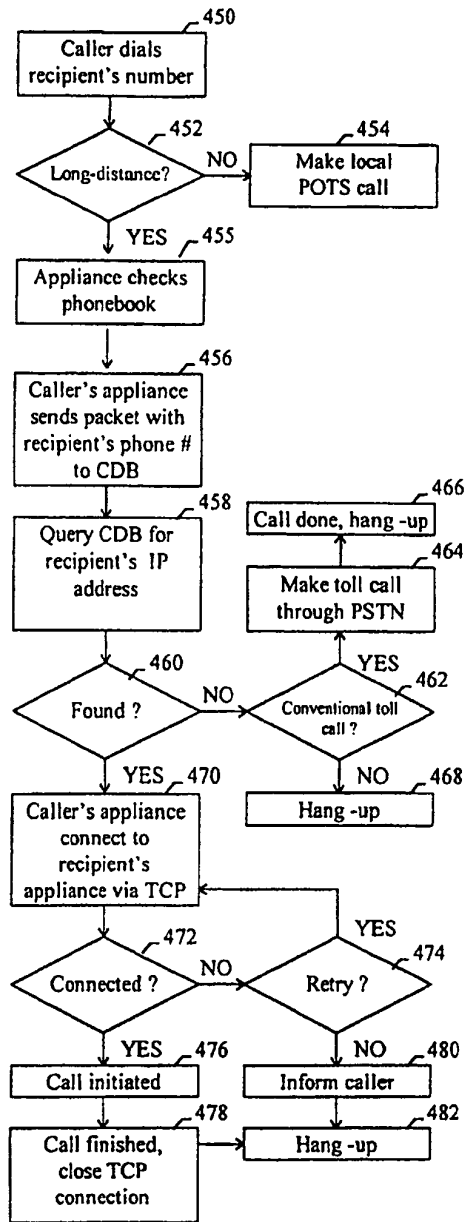 450
Caller dials
recipient's number
452
454
Long-distance?
NO
Make local
POTS call
YES
455
Appliance checks
phonebook
456
Caller's appliance
sends packet with
recipient's phone #
to CDB
458
Query CDB for
recipient's IP
address
466
Call done, hang -up
464
Make toll call
through PSTN
460
Found ?
NO
YES
462
Conventional toll
call ?
YES
470
NO
468
Hang -up
Caller's appliance
connect to
recipient's
appliance via TCP
472
Connected ?
NO
YES
474
Retry ?
YES
476
Call initiated
NO
480
Inform caller
478
Call finished,
close TCP
connection
482
Hang -up